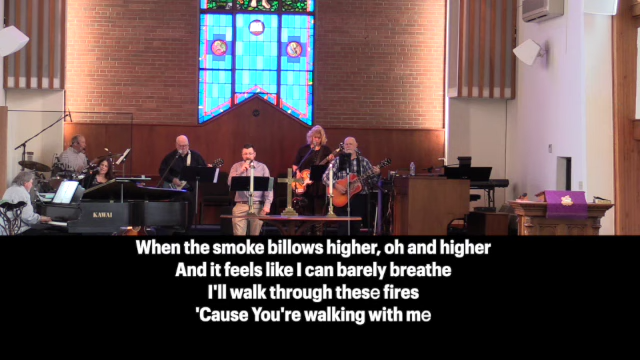 KAWAI
When the smoke billows higher, oh and higher
And it feels like I can barely breathe
I'll walk through these fires
'Cause You're walking with me